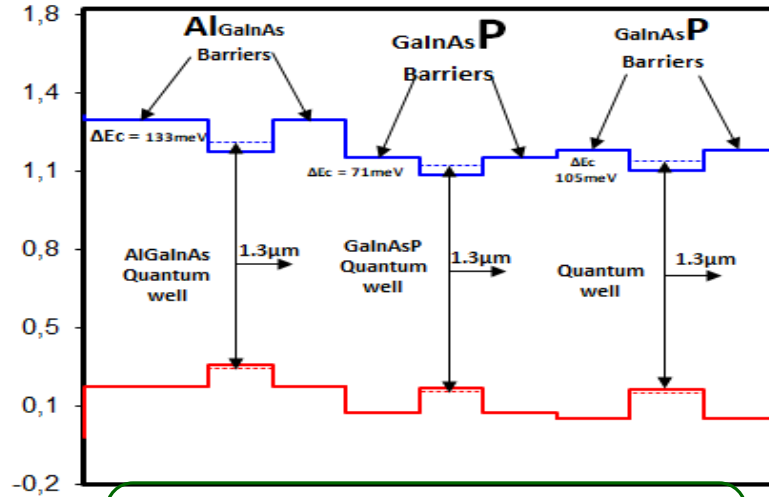 1,8
1,4
1,1
0,8
0,5
0,1
-0,2
AlGaInAs
Barriers
GaInAsP
Barriers
GaInAsP
Barriers
ΔEc = 133meV
ΔEc = 71meV
ΔEc
105meV
AlGaInAs
Quantum
well
1.3μm
GaInAsP
Quantum
well
1.3μm
Quantum
well
1.3μm